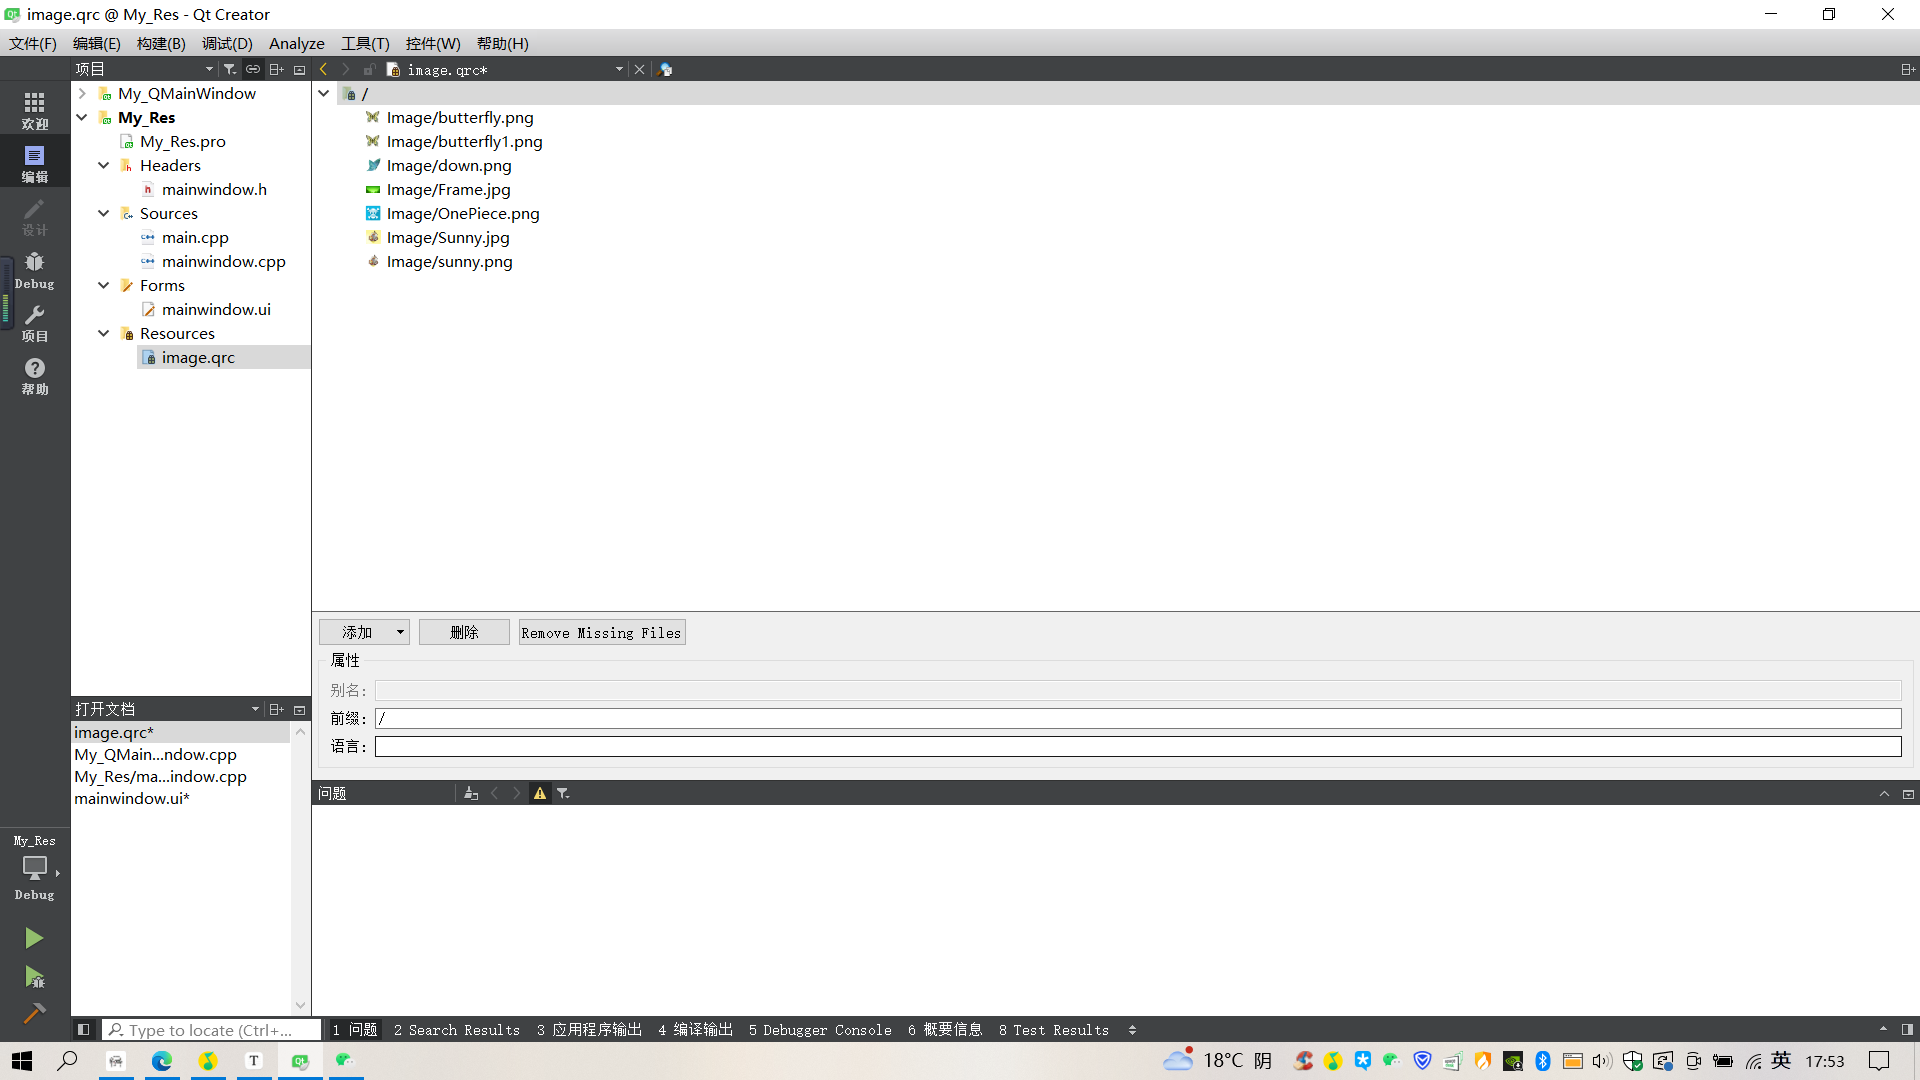 image.qrc @ My_Res - Qt Creator
文件(F) 编辑(E) 构建(B) 调试(D) Analyze 工具(T) 控件(W) 帮助(H)
项目
image.qrc*
欢迎
编辑
设计
Debug
项目
帮助
My_QMainWindow
My_Res
My_Res.pro
Headers
mainwindow.h
Sources
main.cpp
mainwindow.cpp
Forms
mainwindow.ui
Resources
image.qrc
/
Image/butterfly.png
Image/butterfly1.png
Image/down.png
Image/Frame.jpg
Image/OnePiece.png
Image/Sunny.jpg
Image/sunny.png
添加 删除 Remove Missing Files
属性
别名:
前缀: /
语言:
打开文档
image.qrc*
My_QMain...ndow.cpp
My_Res/ma...indow.cpp
mainwindow.ui*
问题
My_Res
Debug
Type to locate (Ctrl+...
1 问题 2 Search Results 3 应用程序输出 4 编译输出 5 Debugger Console 6 概要信息 8 Test Results
18°C 阴 英 17:53